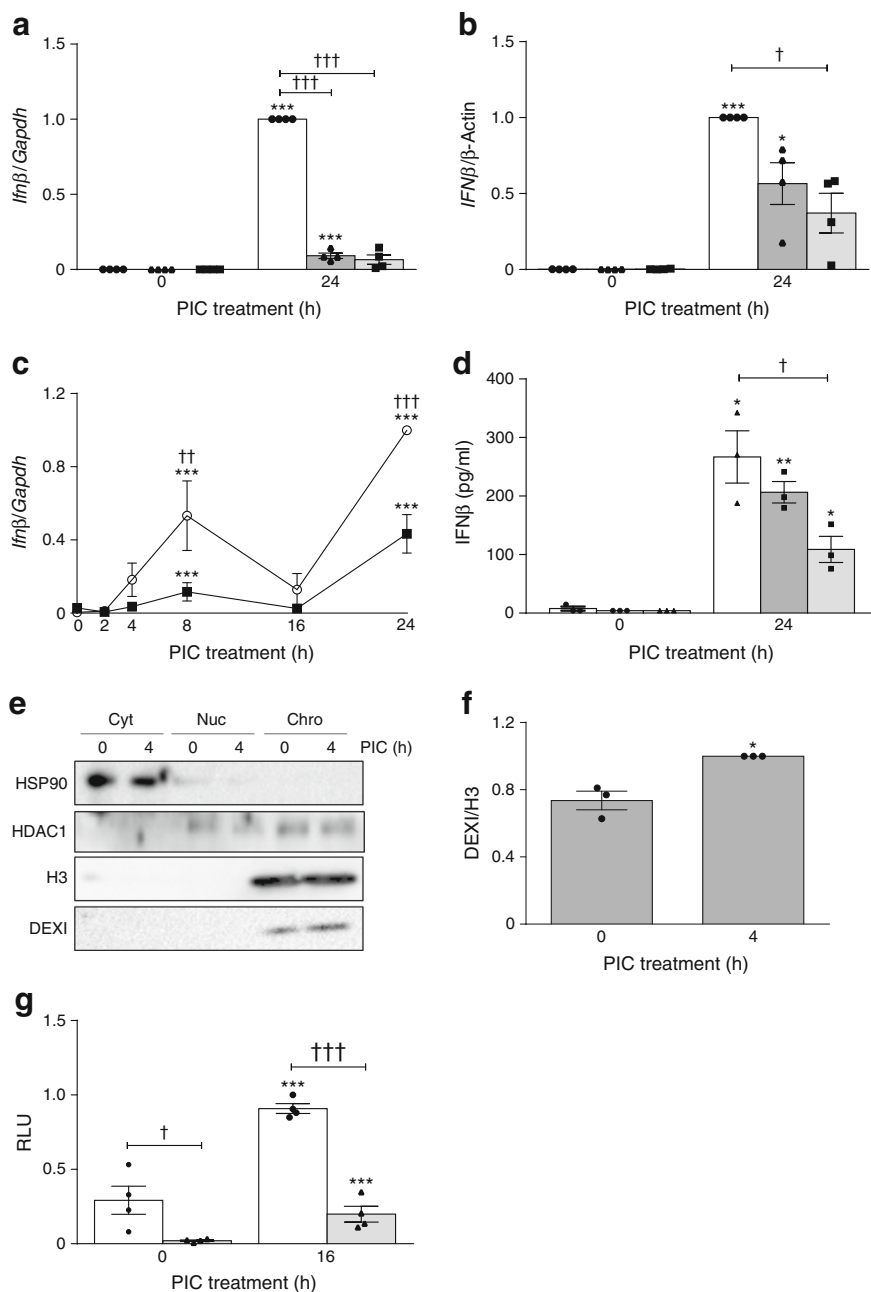 a
1.5
1.0
0.5
0
Ifnβ/Gapdh
†††
†††
***
***
0
24
PIC treatment (h)
b
1.5
1.0
0.5
0
IFNβ/β-Actin
†
***
*
0
24
PIC treatment (h)
c
1.2
0.8
0.4
0
Ifnβ/Gapdh
††
***
***
†††
***
***
0
2
4
8
16
24
PIC treatment (h)
d
400
300
200
100
0
IFNβ (pg/ml)
†
*
**
*
0
24
PIC treatment (h)
e
Cyt Nuc Chro
0 4 0 4 0 4 PIC (h)
HSP90
HDAC1
H3
DEXI
f
1.2
0.8
0.4
0
DEXI/H3
*
0
4
PIC treatment (h)
g
1.5
1.0
0.5
0
RLU
†
†††
***
***
0
16
PIC treatment (h)